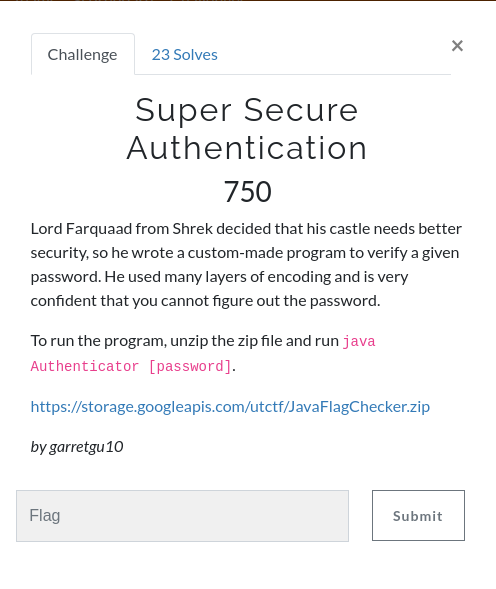 Challenge
23 Solves
×
Super Secure
Authentication
750
Lord Farquaad from Shrek decided that his castle needs better
security, so he wrote a custom-made program to verify a given
password. He used many layers of encoding and is very
confident that you cannot figure out the password.
To run the program, unzip the zip file and run java
Authenticator [password].
https://storage.googleapis.com/utctf/JavaFlagChecker.zip
by garretgu10
Flag
Submit